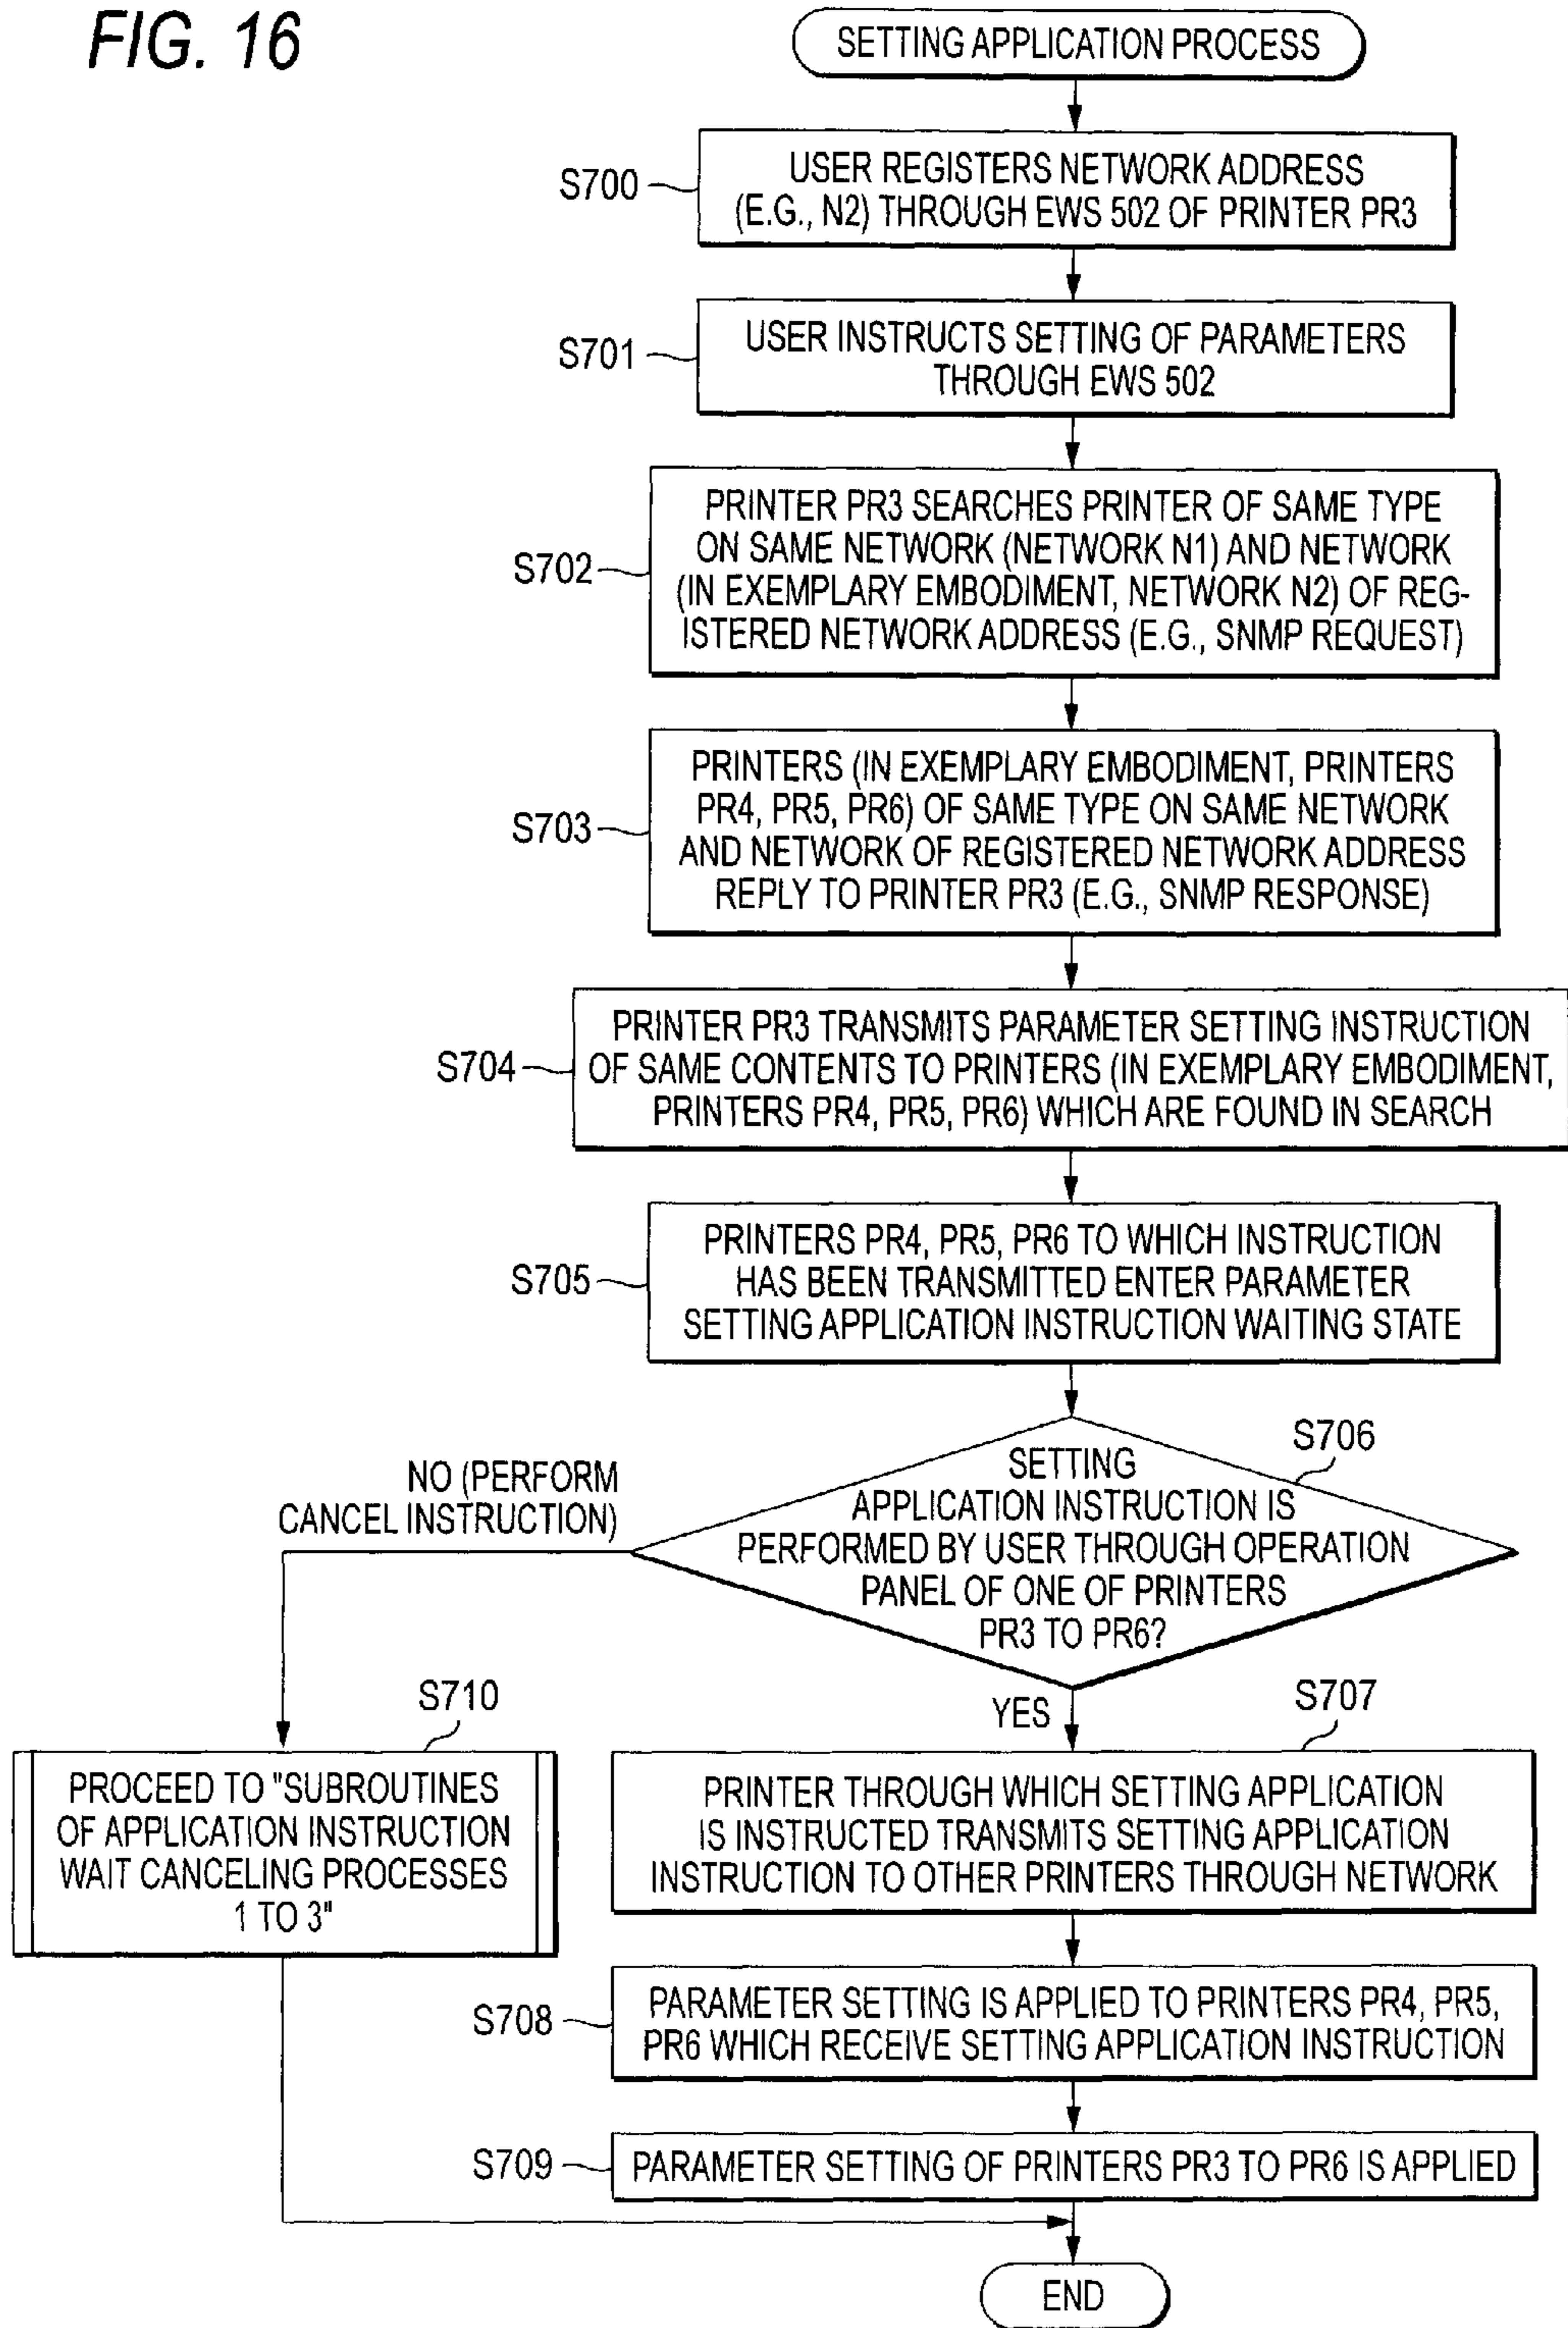 FIG. 16
SETTING APPLICATION PROCESS
S700
USER REGISTERS NETWORK ADDRESS
(E.G., N2) THROUGH EWS 502 OF PRINTER PR3
S701
USER INSTRUCTS SETTING OF PARAMETERS
THROUGH EWS 502
S702
PRINTER PR3 SEARCHES PRINTER OF SAME TYPE
ON SAME NETWORK (NETWORK N1) AND NETWORK
(IN EXEMPLARY EMBODIMENT, NETWORK N2) OF REG-
ISTERED NETWORK ADDRESS (E.G., SNMP REQUEST)
S703
PRINTERS (IN EXEMPLARY EMBODIMENT, PRINTERS
PR4, PR5, PR6) OF SAME TYPE ON SAME NETWORK
AND NETWORK OF REGISTERED NETWORK ADDRESS
REPLY TO PRINTER PR3 (E.G., SNMP RESPONSE)
S704
PRINTER PR3 TRANSMITS PARAMETER SETTING INSTRUCTION
OF SAME CONTENTS TO PRINTERS (IN EXEMPLARY EMBODIMENT,
PRINTERS PR4, PR5, PR6) WHICH ARE FOUND IN SEARCH
S705
PRINTERS PR4, PR5, PR6 TO WHICH INSTRUCTION
HAS BEEN TRANSMITTED ENTER PARAMETER
SETTING APPLICATION INSTRUCTION WAITING STATE
S706
SETTING
APPLICATION INSTRUCTION IS
PERFORMED BY USER THROUGH OPERATION
PANEL OF ONE OF PRINTERS
PR3 TO PR6?
NO (PERFORM
CANCEL INSTRUCTION)
YES
S710
PROCEED TO "SUBROUTINES
OF APPLICATION INSTRUCTION
WAIT CANCELING PROCESSES
1 TO 3"
S707
PRINTER THROUGH WHICH SETTING APPLICATION
IS INSTRUCTED TRANSMITS SETTING APPLICATION
INSTRUCTION TO OTHER PRINTERS THROUGH NETWORK
S708
PARAMETER SETTING IS APPLIED TO PRINTERS PR4, PR5,
PR6 WHICH RECEIVE SETTING APPLICATION INSTRUCTION
S709
PARAMETER SETTING OF PRINTERS PR3 TO PR6 IS APPLIED
END